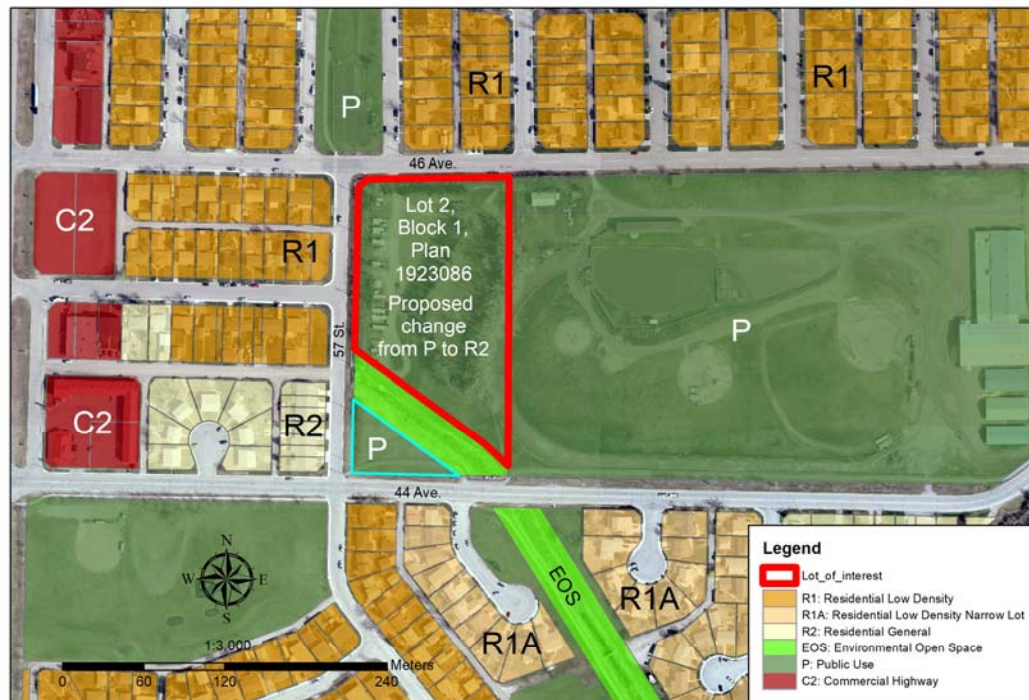 R1
R1
P
46 Ave.
C2
R1
Lot 2,
Block 1,
Plan
1923086
Proposed
change
from P to R2
P
57 St.
C2
R2
P
44 Ave.
EOS
R1A
R1A
N
W E
S
1:3,000
Meters
0 60 120 240
Legend
Lot_of_interest
R1: Residential Low Density
R1A: Residential Low Density Narrow Lot
R2: Residential General
EOS: Environmental Open Space
P: Public Use
C2: Commercial Highway